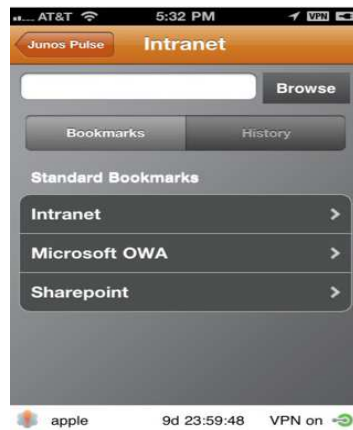 AT&T 5:32 PM VPN
Junos Pulse Intranet
Browse
Bookmarks History
Standard Bookmarks
Intranet
Microsoft OWA
Sharepoint
apple 9d 23:59:48 VPN on